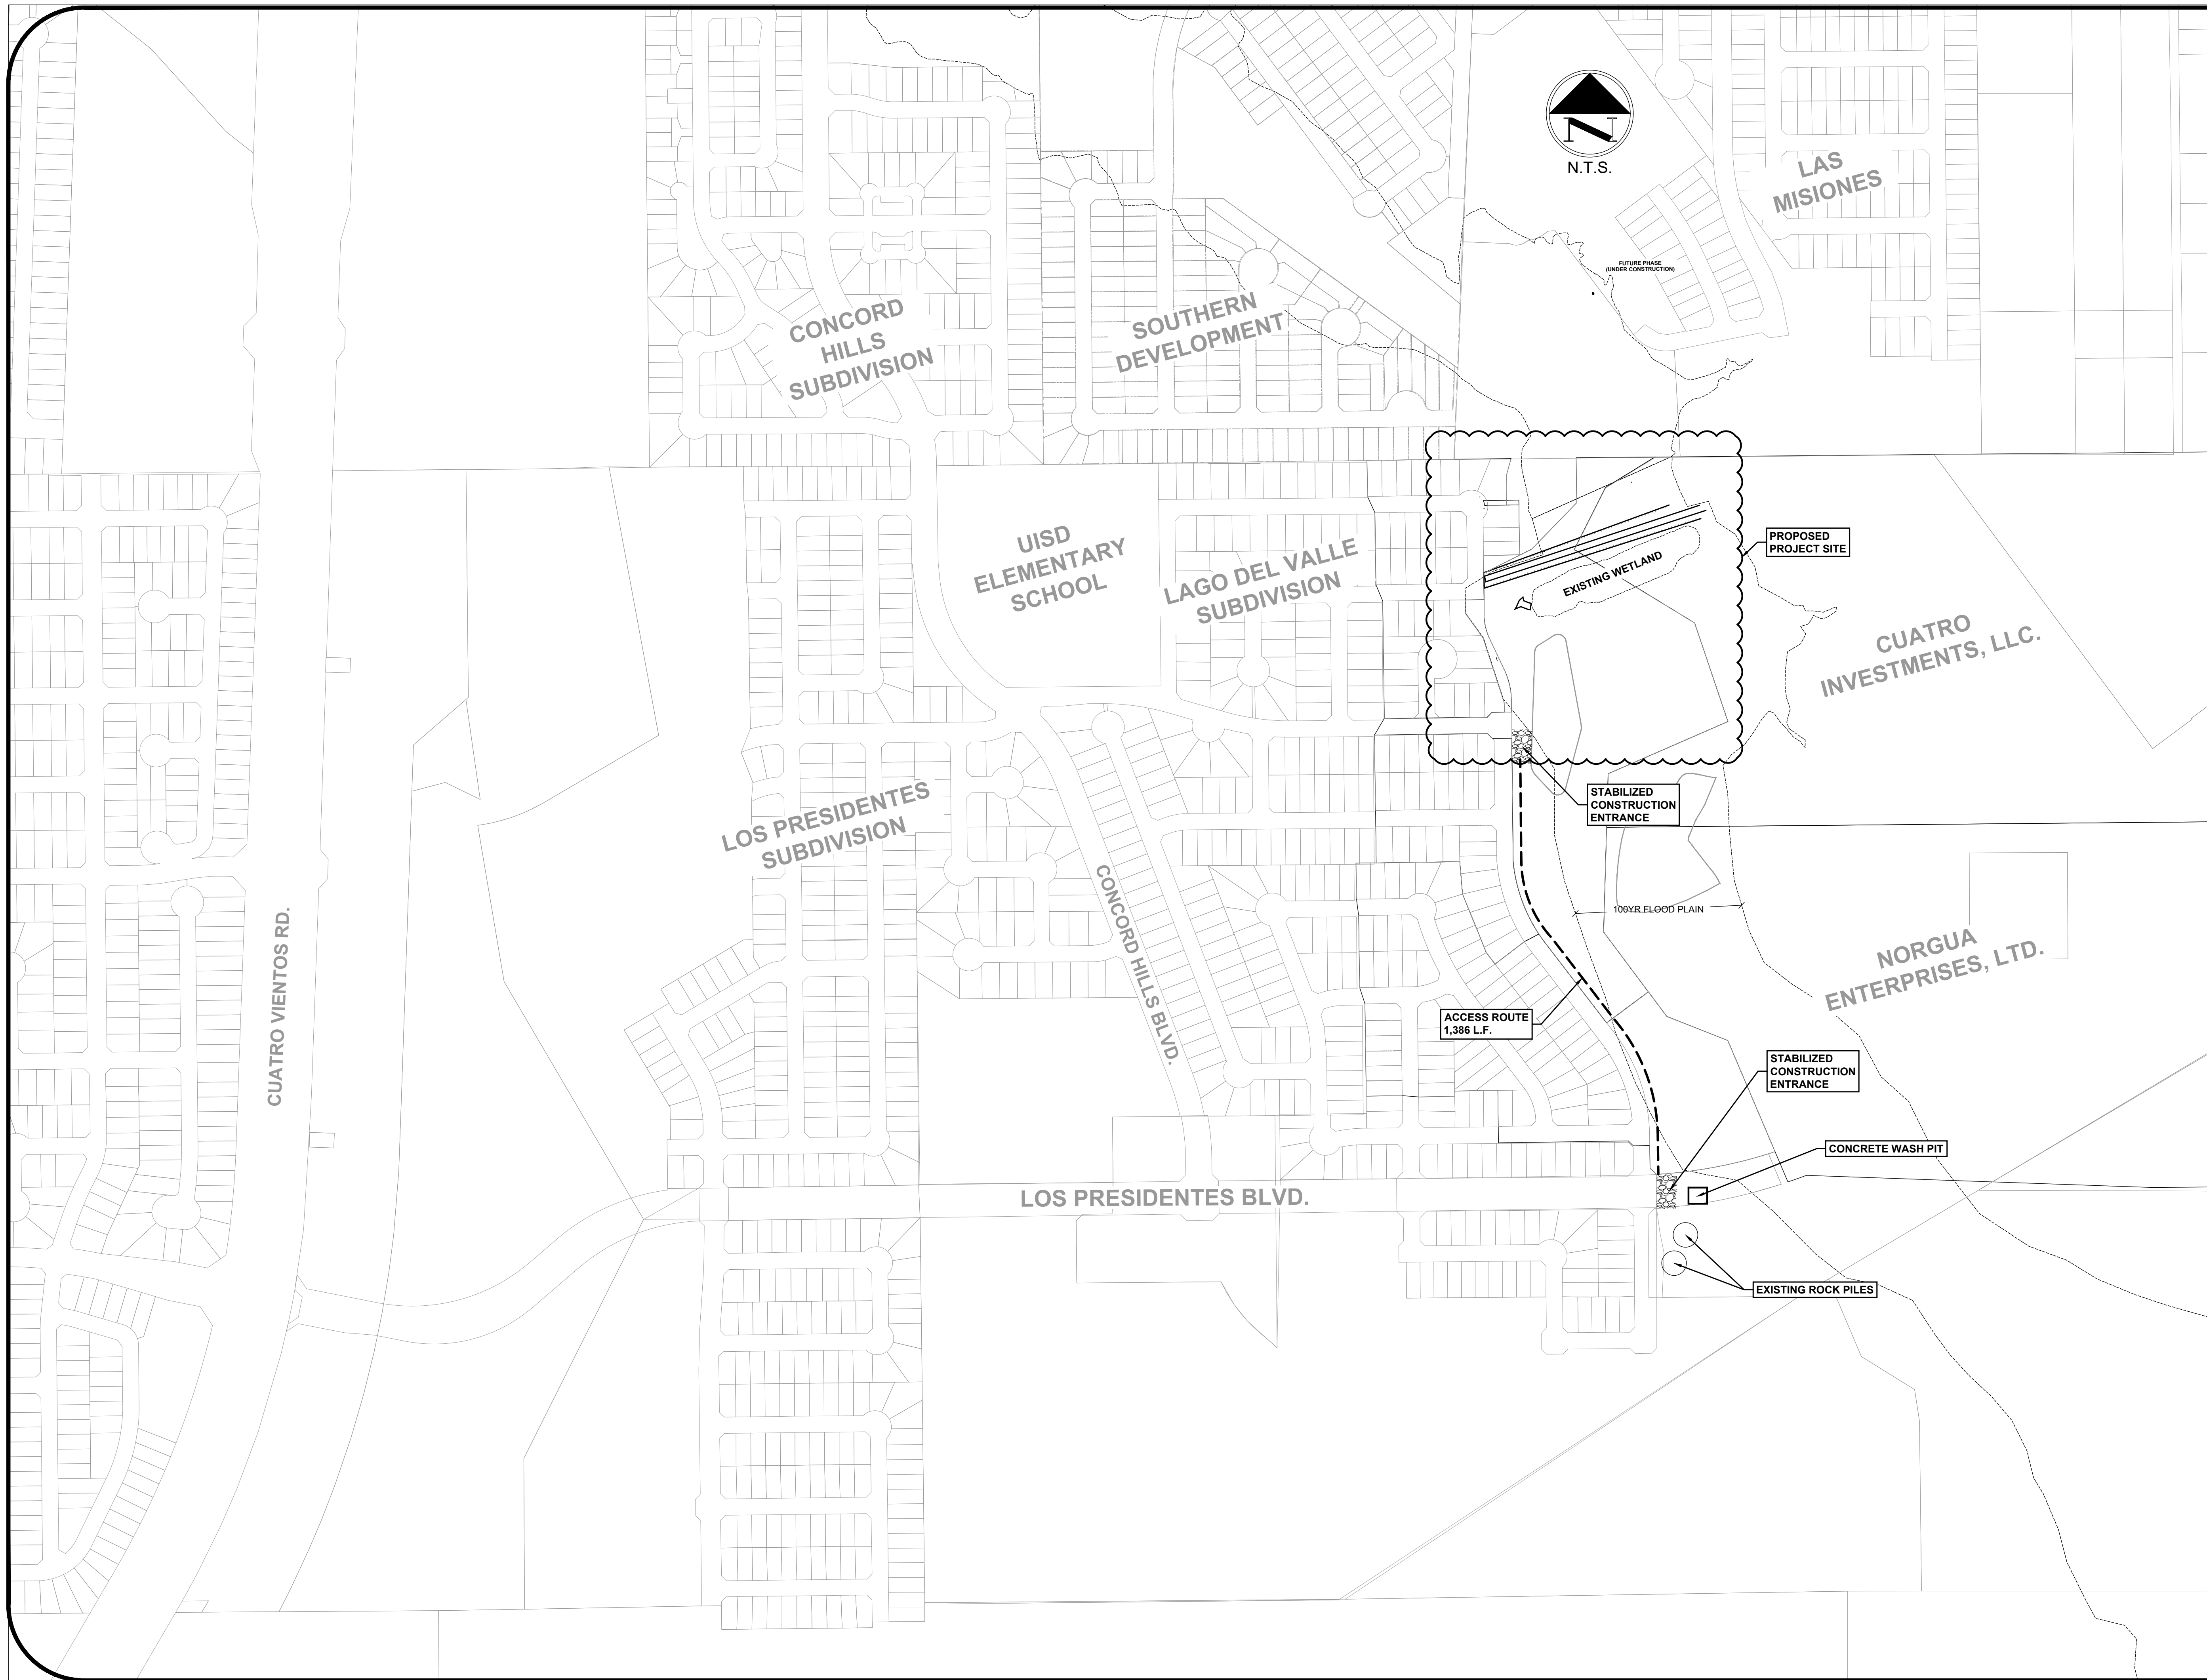 N
N.T.S.
LAS
MISIONES
FUTURE PHASE
(UNDER CONSTRUCTION)
CONCORD
HILLS
SUBDIVISION
SOUTHERN
DEVELOPMENT
UISD
ELEMENTARY
SCHOOL
LAGO DEL VALLE
SUBDIVISION
EXISTING WETLAND
PROPOSED
PROJECT SITE
CUATRO
INVESTMENTS, LLC.
LOS PRESIDENTES
SUBDIVISION
STABILIZED
CONSTRUCTION
ENTRANCE
CONCORD HILLS BLVD.
100YR FLOOD PLAIN
CUATRO VIENTOS RD.
NORGUA
ENTERPRISES, LTD.
ACCESS ROUTE
1,386 L.F.
STABILIZED
CONSTRUCTION
ENTRANCE
CONCRETE WASH PIT
LOS PRESIDENTES BLVD.
EXISTING ROCK PILES